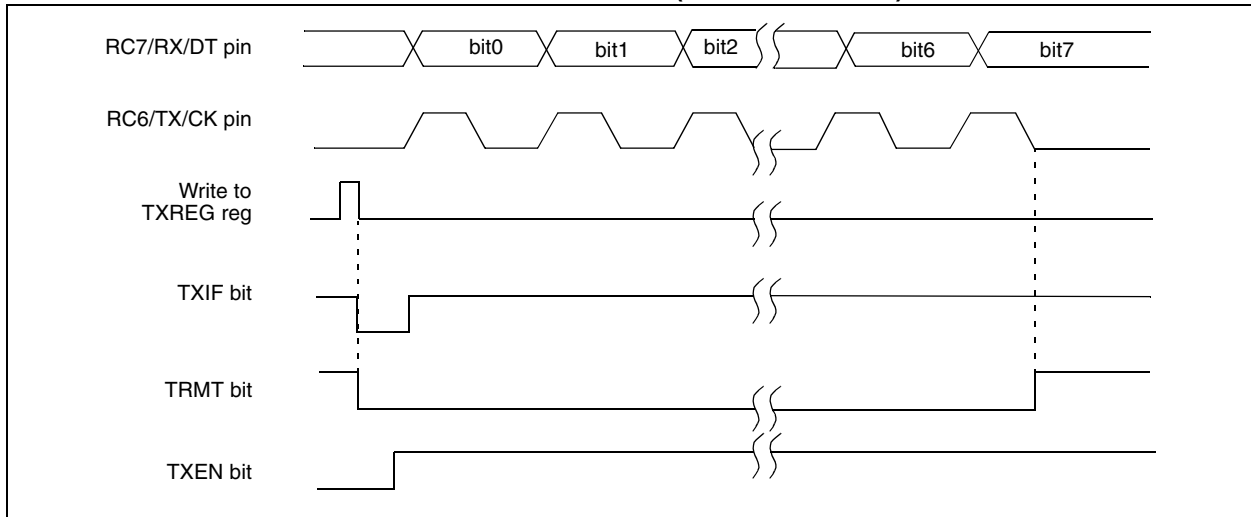 RC7/RX/DT pin
bit0 bit1 bit2 bit6 bit7
RC6/TX/CK pin
Write to
TXREG reg
TXIF bit
TRMT bit
TXEN bit